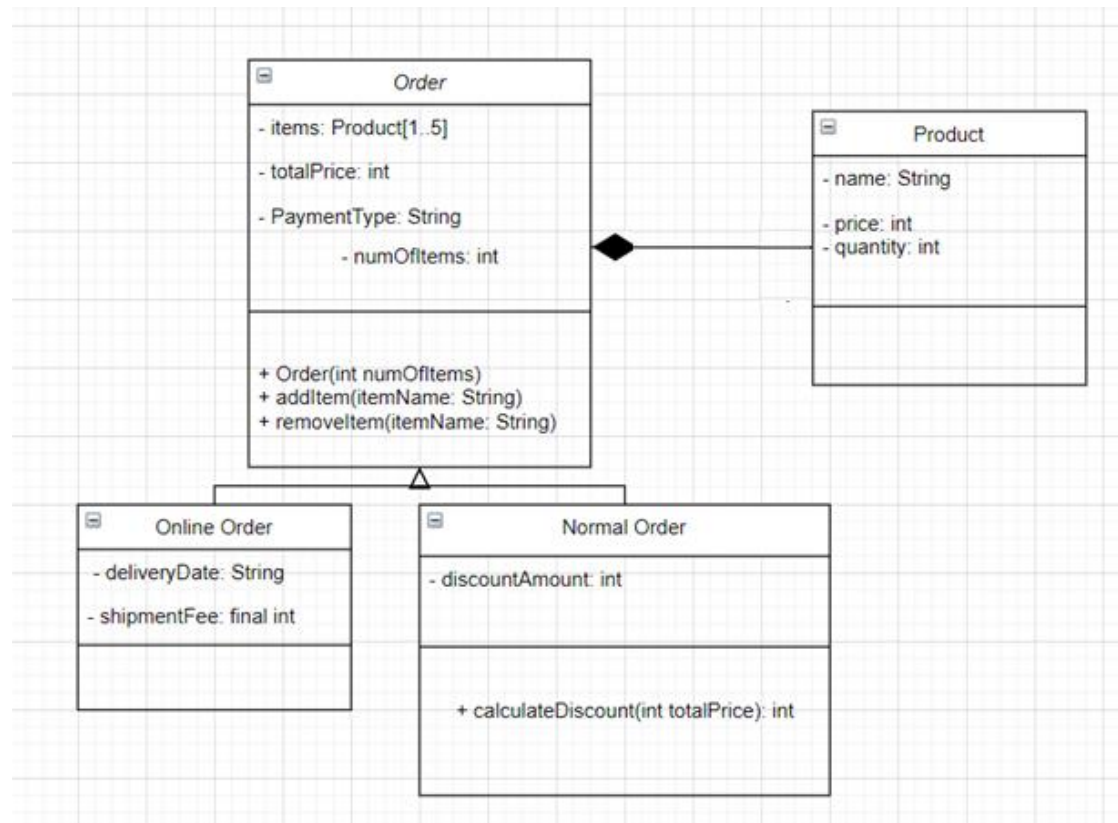 Order
- items: Product[1..5]
- totalPrice: int
- PaymentType: String
- numOfItems: int
+ Order(int numOfItems)
+ addItem(itemName: String)
+ removeItem(itemName: String)
Product
- name: String
- price: int
- quantity: int
Online Order
- deliveryDate: String
- shipmentFee: final int
Normal Order
- discountAmount: int
+ calculateDiscount(int totalPrice): int